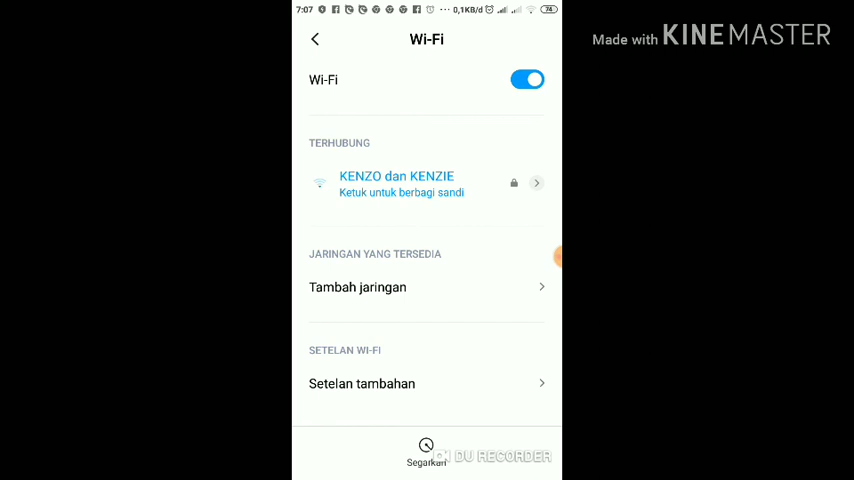 7:07 ··· 0,1KB/d 74
Wi-Fi
Made with KINEMASTER
Wi-Fi
TERHUBUNG
KENZO dan KENZIE
Ketuk untuk berbagi sandi
JARINGAN YANG TERSEDIA
Tambah jaringan
SETELAN WI-FI
Setelan tambahan
Segarkan
DU RECORDER